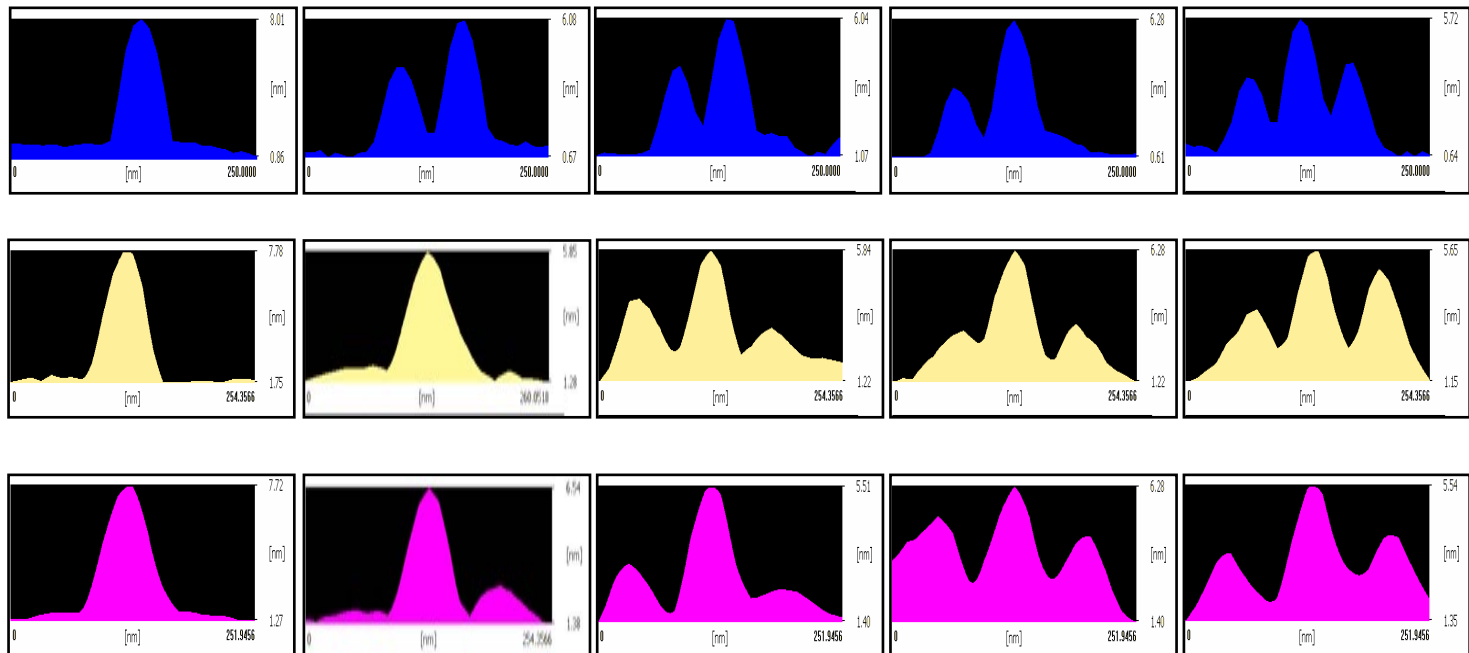 8.01
[nm]
0.86
0 [nm] 250.0000
6.08
[nm]
0.67
0 [nm] 250.0000
6.04
[nm]
1.07
0 [nm] 250.0000
6.28
[nm]
0.61
0 [nm] 250.0000
5.72
[nm]
0.64
0 [nm] 250.0000
7.78
[nm]
1.75
0 [nm] 254.3566
5.85
[nm]
1.28
0 [nm] 260.0510
5.84
[nm]
1.22
0 [nm] 254.3566
6.28
[nm]
1.22
0 [nm] 254.3566
5.65
[nm]
1.15
0 [nm] 254.3566
7.72
[nm]
1.27
0 [nm] 251.9456
6.54
[nm]
1.38
0 [nm] 254.3566
5.51
[nm]
1.40
0 [nm] 251.9456
6.28
[nm]
1.40
0 [nm] 251.9456
5.54
[nm]
1.35
0 [nm] 251.9456